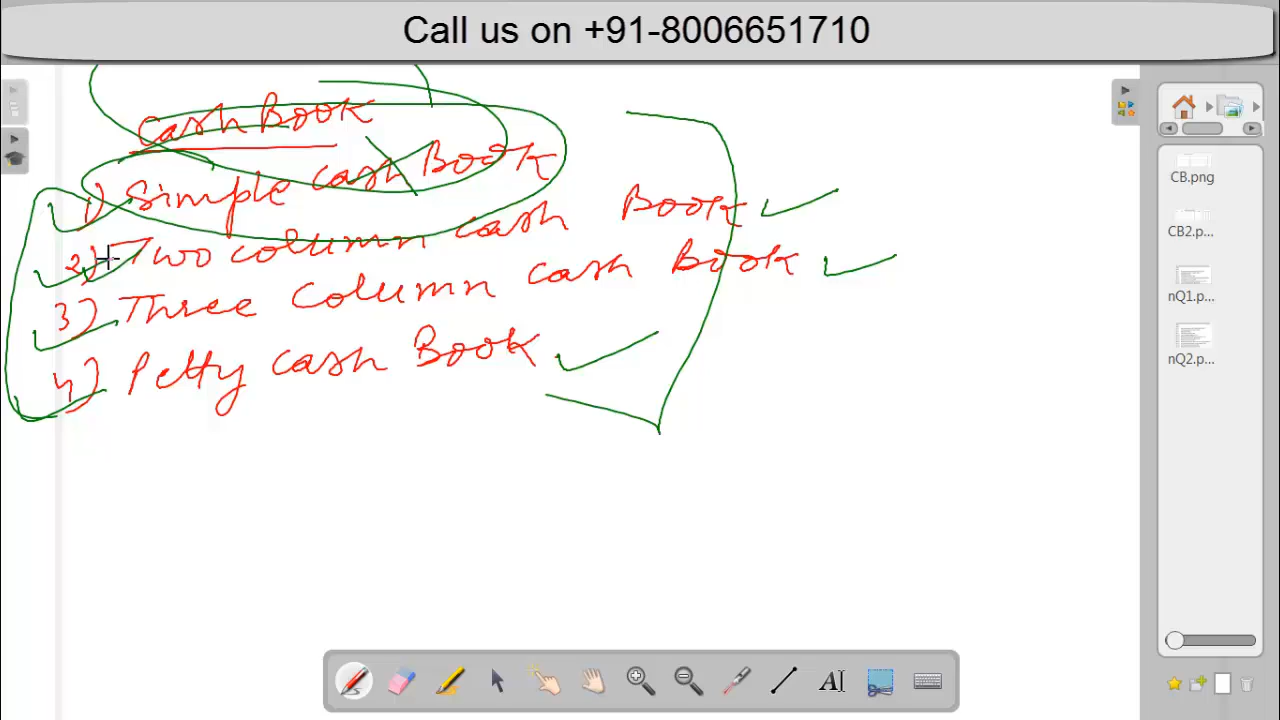 Call us on +91-8006651710
Cash Book
1) Simple cash Book
2) Two column cash Book
3) Three column cash Book
4) Petty cash Book
CB.png
CB2.p...
nQ1.p...
nQ2.p...
AI